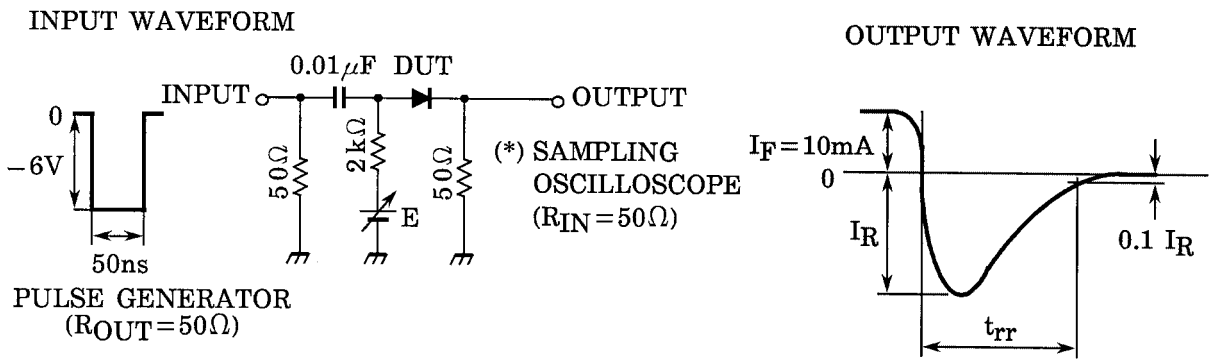 INPUT WAVEFORM
0
−6V
50ns
PULSE GENERATOR
(ROUT=50Ω)
0.01μF DUT
INPUT
OUTPUT
50Ω
2kΩ
E
50Ω
(*) SAMPLING
OSCILLOSCOPE
(RIN=50Ω)
OUTPUT WAVEFORM
IF=10mA
0
IR
0.1 IR
trr